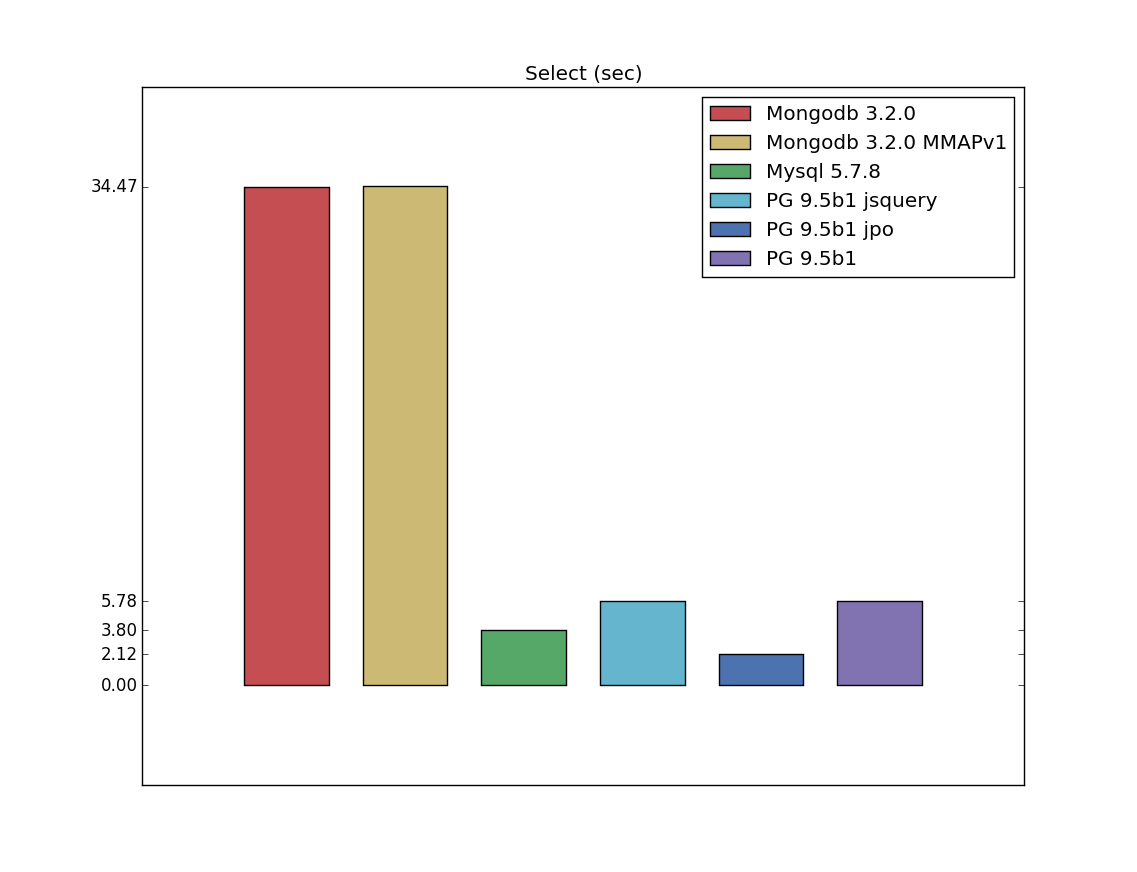 Select (sec)
34.47
5.78
3.80
2.12
0.00
Mongodb 3.2.0
Mongodb 3.2.0 MMAPv1
Mysql 5.7.8
PG 9.5b1 jsquery
PG 9.5b1 jpo
PG 9.5b1